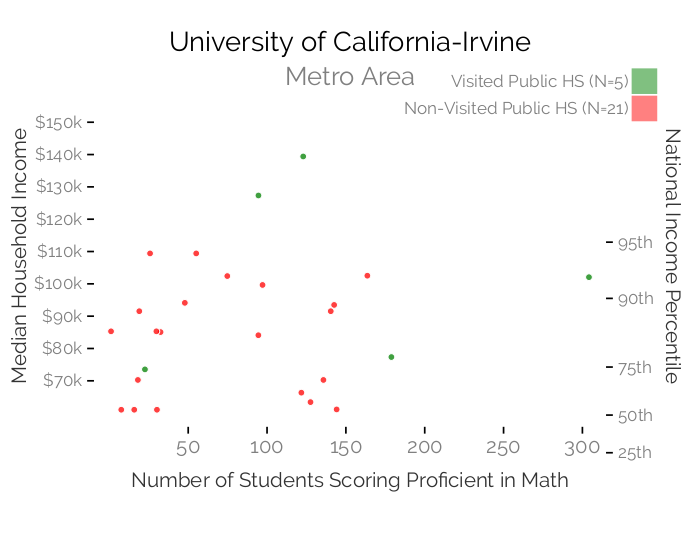 University of California-Irvine
Metro Area
Visited Public HS (N=5)
Non-Visited Public HS (N=21)
Median Household Income
$150k
$140k
$130k
$120k
$110k
$100k
$90k
$80k
$70k
National Income Percentile
95th
90th
75th
50th
25th
50 100 150 200 250 300
Number of Students Scoring Proficient in Math